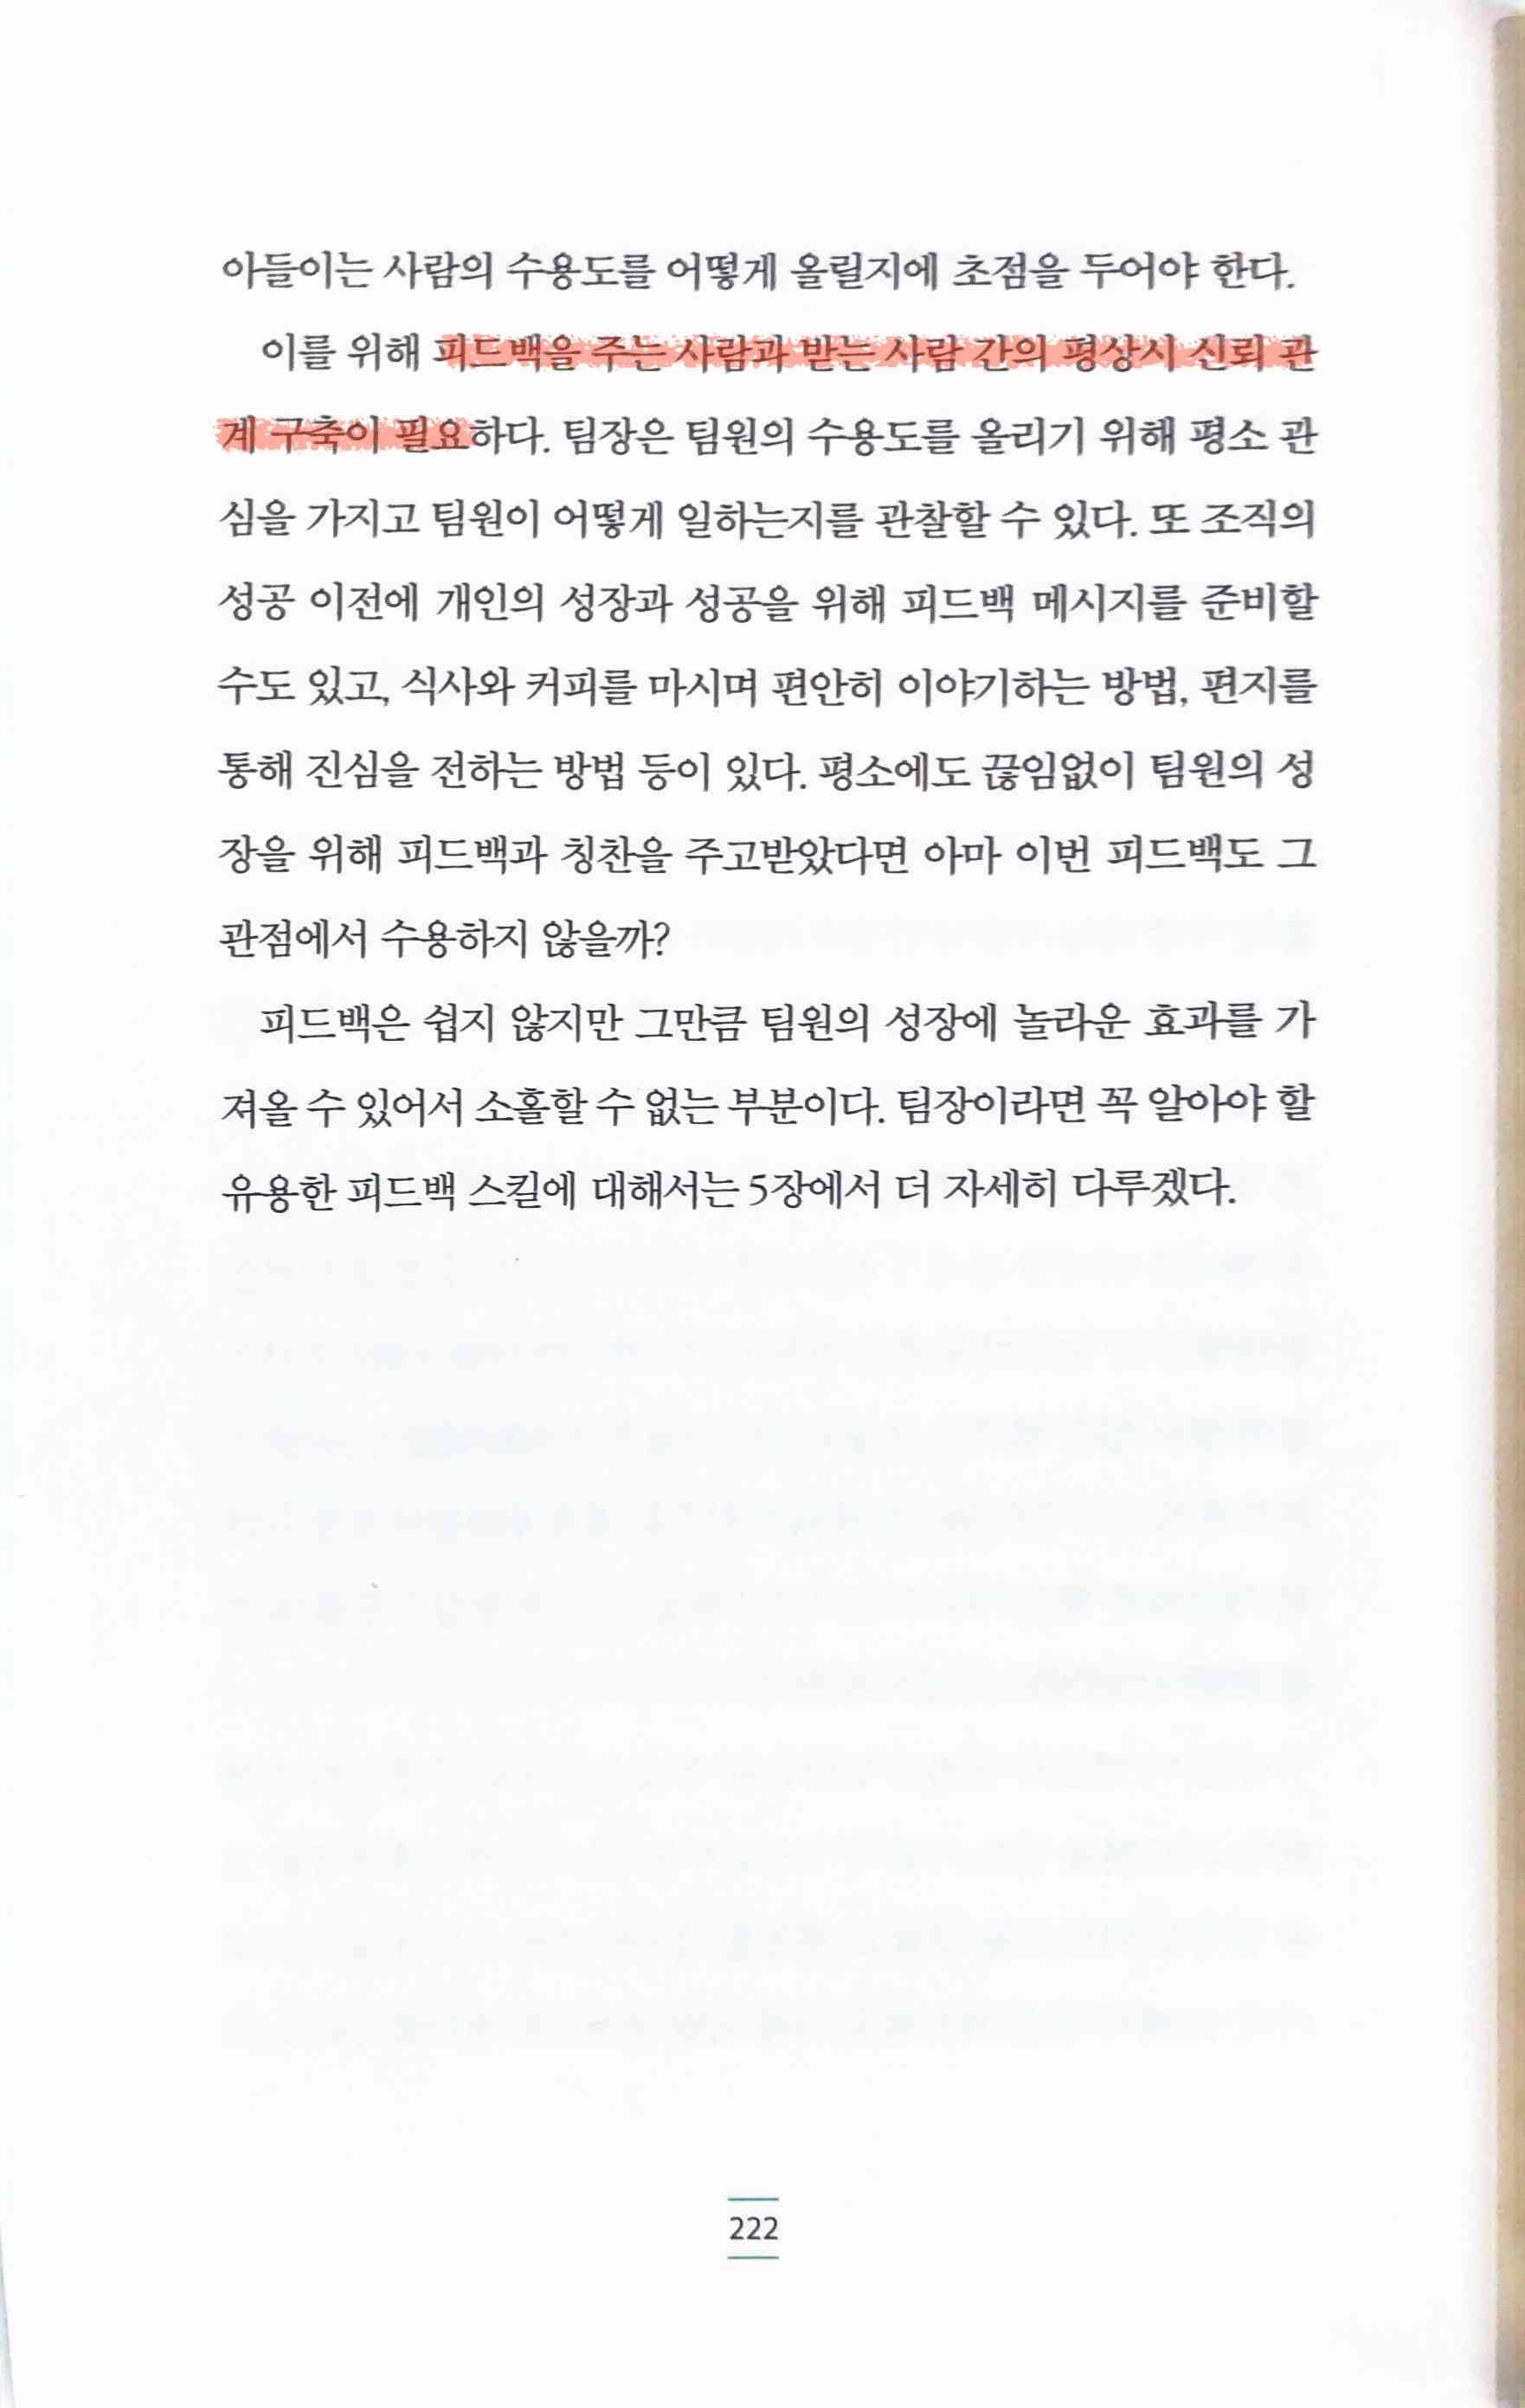 아들이는 사람의 수용도를 어떻게 올릴지에 초점을 두어야 한다.
이를 위해 피드백을 주는 사람과 받는 사람 간의 평상시 신뢰 관
계 구축이 필요하다. 팀장은 팀원의 수용도를 올리기 위해 평소 관
심을 가지고 팀원이 어떻게 일하는지를 관찰할 수 있다. 또 조직의
성공 이전에 개인의 성장과 성공을 위해 피드백 메시지를 준비할
수도 있고, 식사와 커피를 마시며 편안히 이야기하는 방법, 편지를
통해 진심을 전하는 방법 등이 있다. 평소에도 끊임없이 팀원의 성
장을 위해 피드백과 칭찬을 주고받았다면 아마 이번 피드백도 그
관점에서 수용하지 않을까?
피드백은 쉽지 않지만 그만큼 팀원의 성장에 놀라운 효과를 가
져올 수 있어서 소홀할 수 없는 부분이다. 팀장이라면 꼭 알아야 할
유용한 피드백 스킬에 대해서는 5장에서 더 자세히 다루겠다.
222